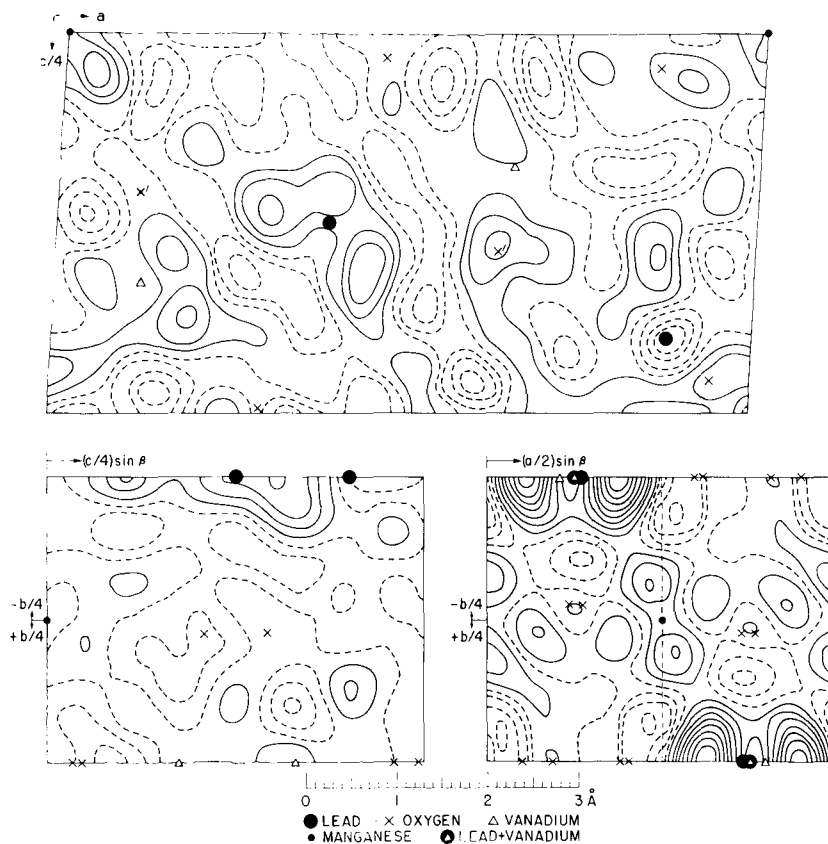 a
c/4
(c/4) sin β
(a/2) sin β
-b/4
+b/4
-b/4
+b/4
0 1 2 3 Å
LEAD × OXYGEN △ VANADIUM
MANGANESE LEAD+VANADIUM